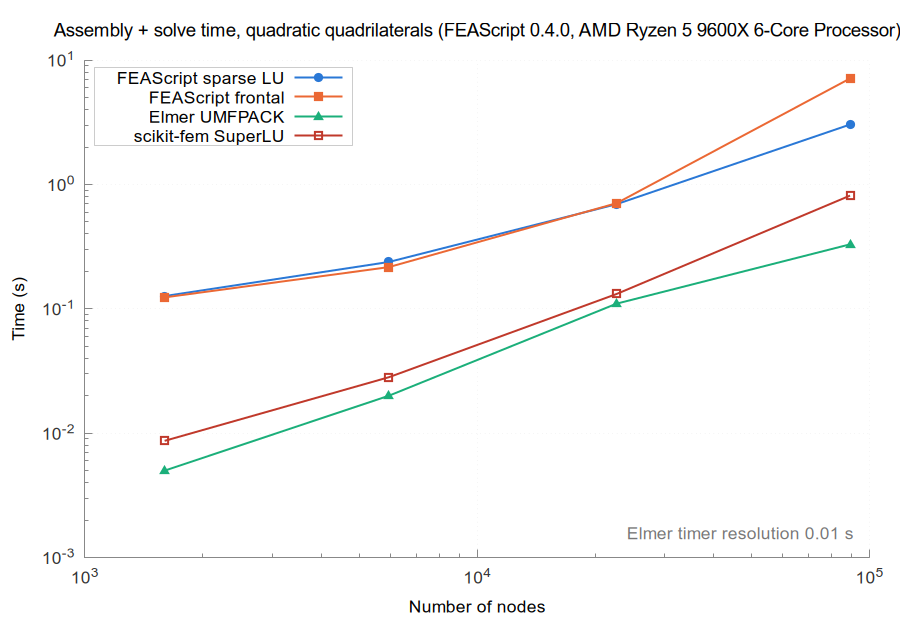 Assembly + solve time, quadratic quadrilaterals (FEAScript 0.4.0, AMD Ryzen 5 9600X 6-Core Processor)
10^1
FEAScript sparse LU
FEAScript frontal
Elmer UMFPACK
scikit-fem SuperLU
10^0
Time (s)
10^-1
10^-2
Elmer timer resolution 0.01 s
10^-3
10^3 10^4 10^5
Number of nodes